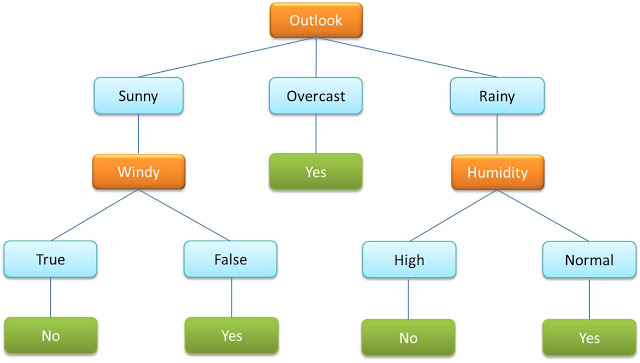 Outlook
Sunny
Overcast
Rainy
Windy
Yes
Humidity
True
False
High
Normal
No
Yes
No
Yes